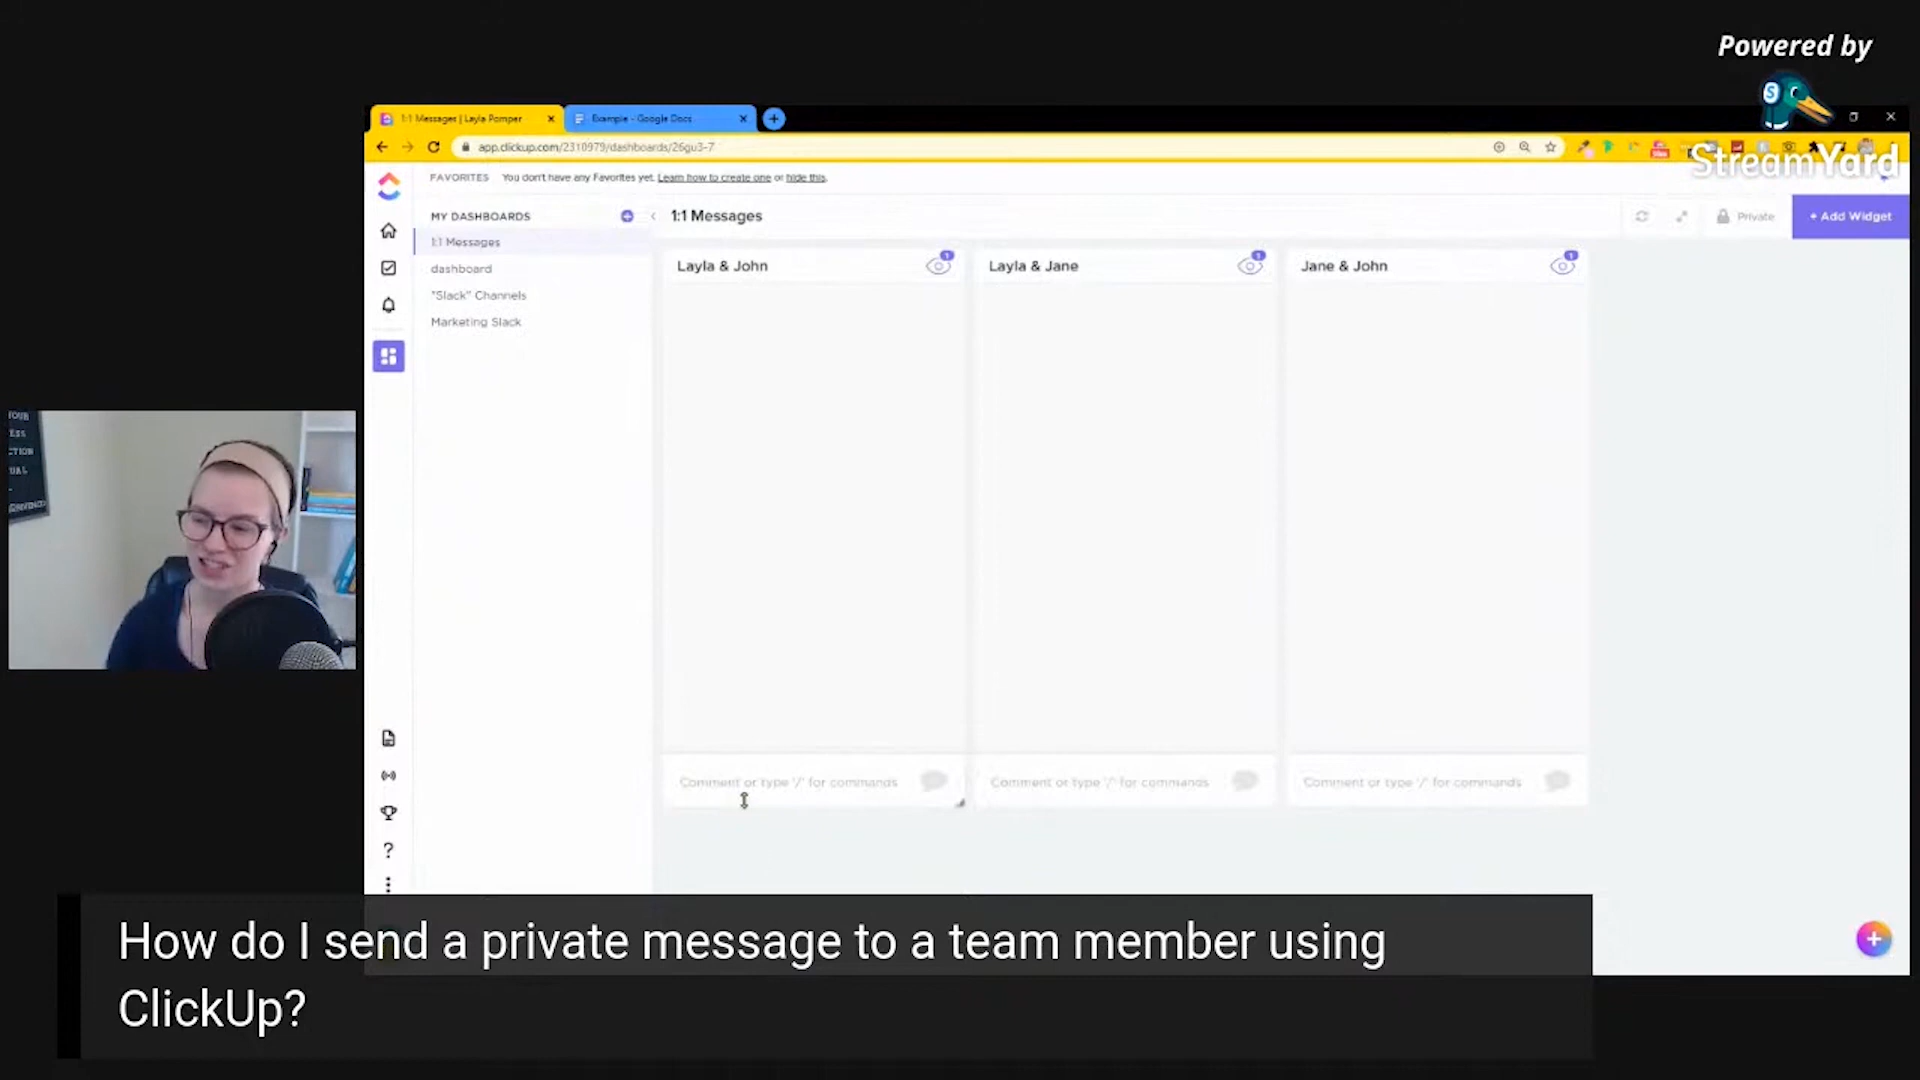 Powered by
StreamYard
1:1 Messages | Layla Pomper
Example - Google Docs
app.clickup.com/2310979/dashboards/26gu3-7
FAVORITES
You don't have any Favorites yet. Learn how to create one or hide this.
MY DASHBOARDS
1:1 Messages
Private
+ Add Widget
1:1 Messages
dashboard
"Slack" Channels
Marketing Slack
Layla & John
1
Layla & Jane
1
Jane & John
1
Comment or type '/' for commands
Comment or type '/' for commands
Comment or type '/' for commands
How do I send a private message to a team member using
ClickUp?